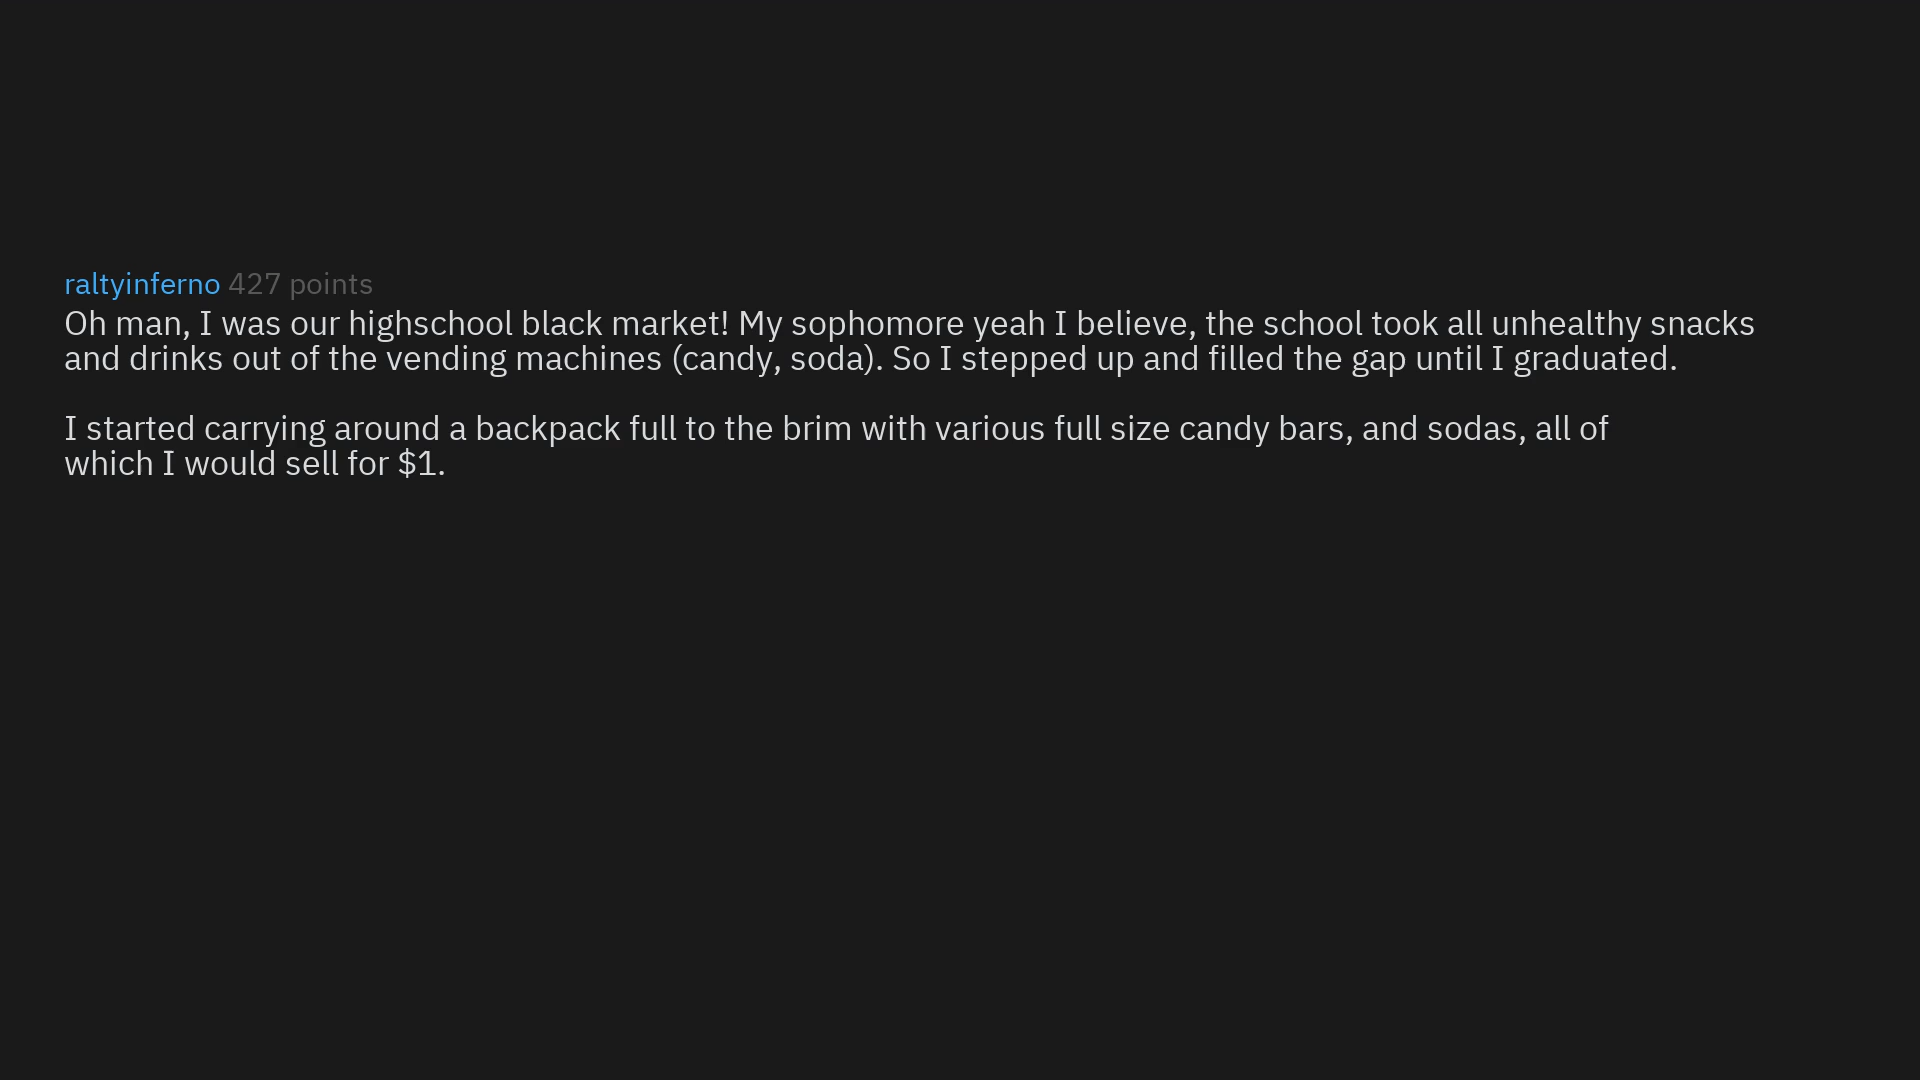 raltyinferno 427 points
Oh man, I was our highschool black market! My sophomore yeah I believe, the school took all unhealthy snacks
and drinks out of the vending machines (candy, soda). So I stepped up and filled the gap until I graduated.
I started carrying around a backpack full to the brim with various full size candy bars, and sodas, all of
which I would sell for $1.